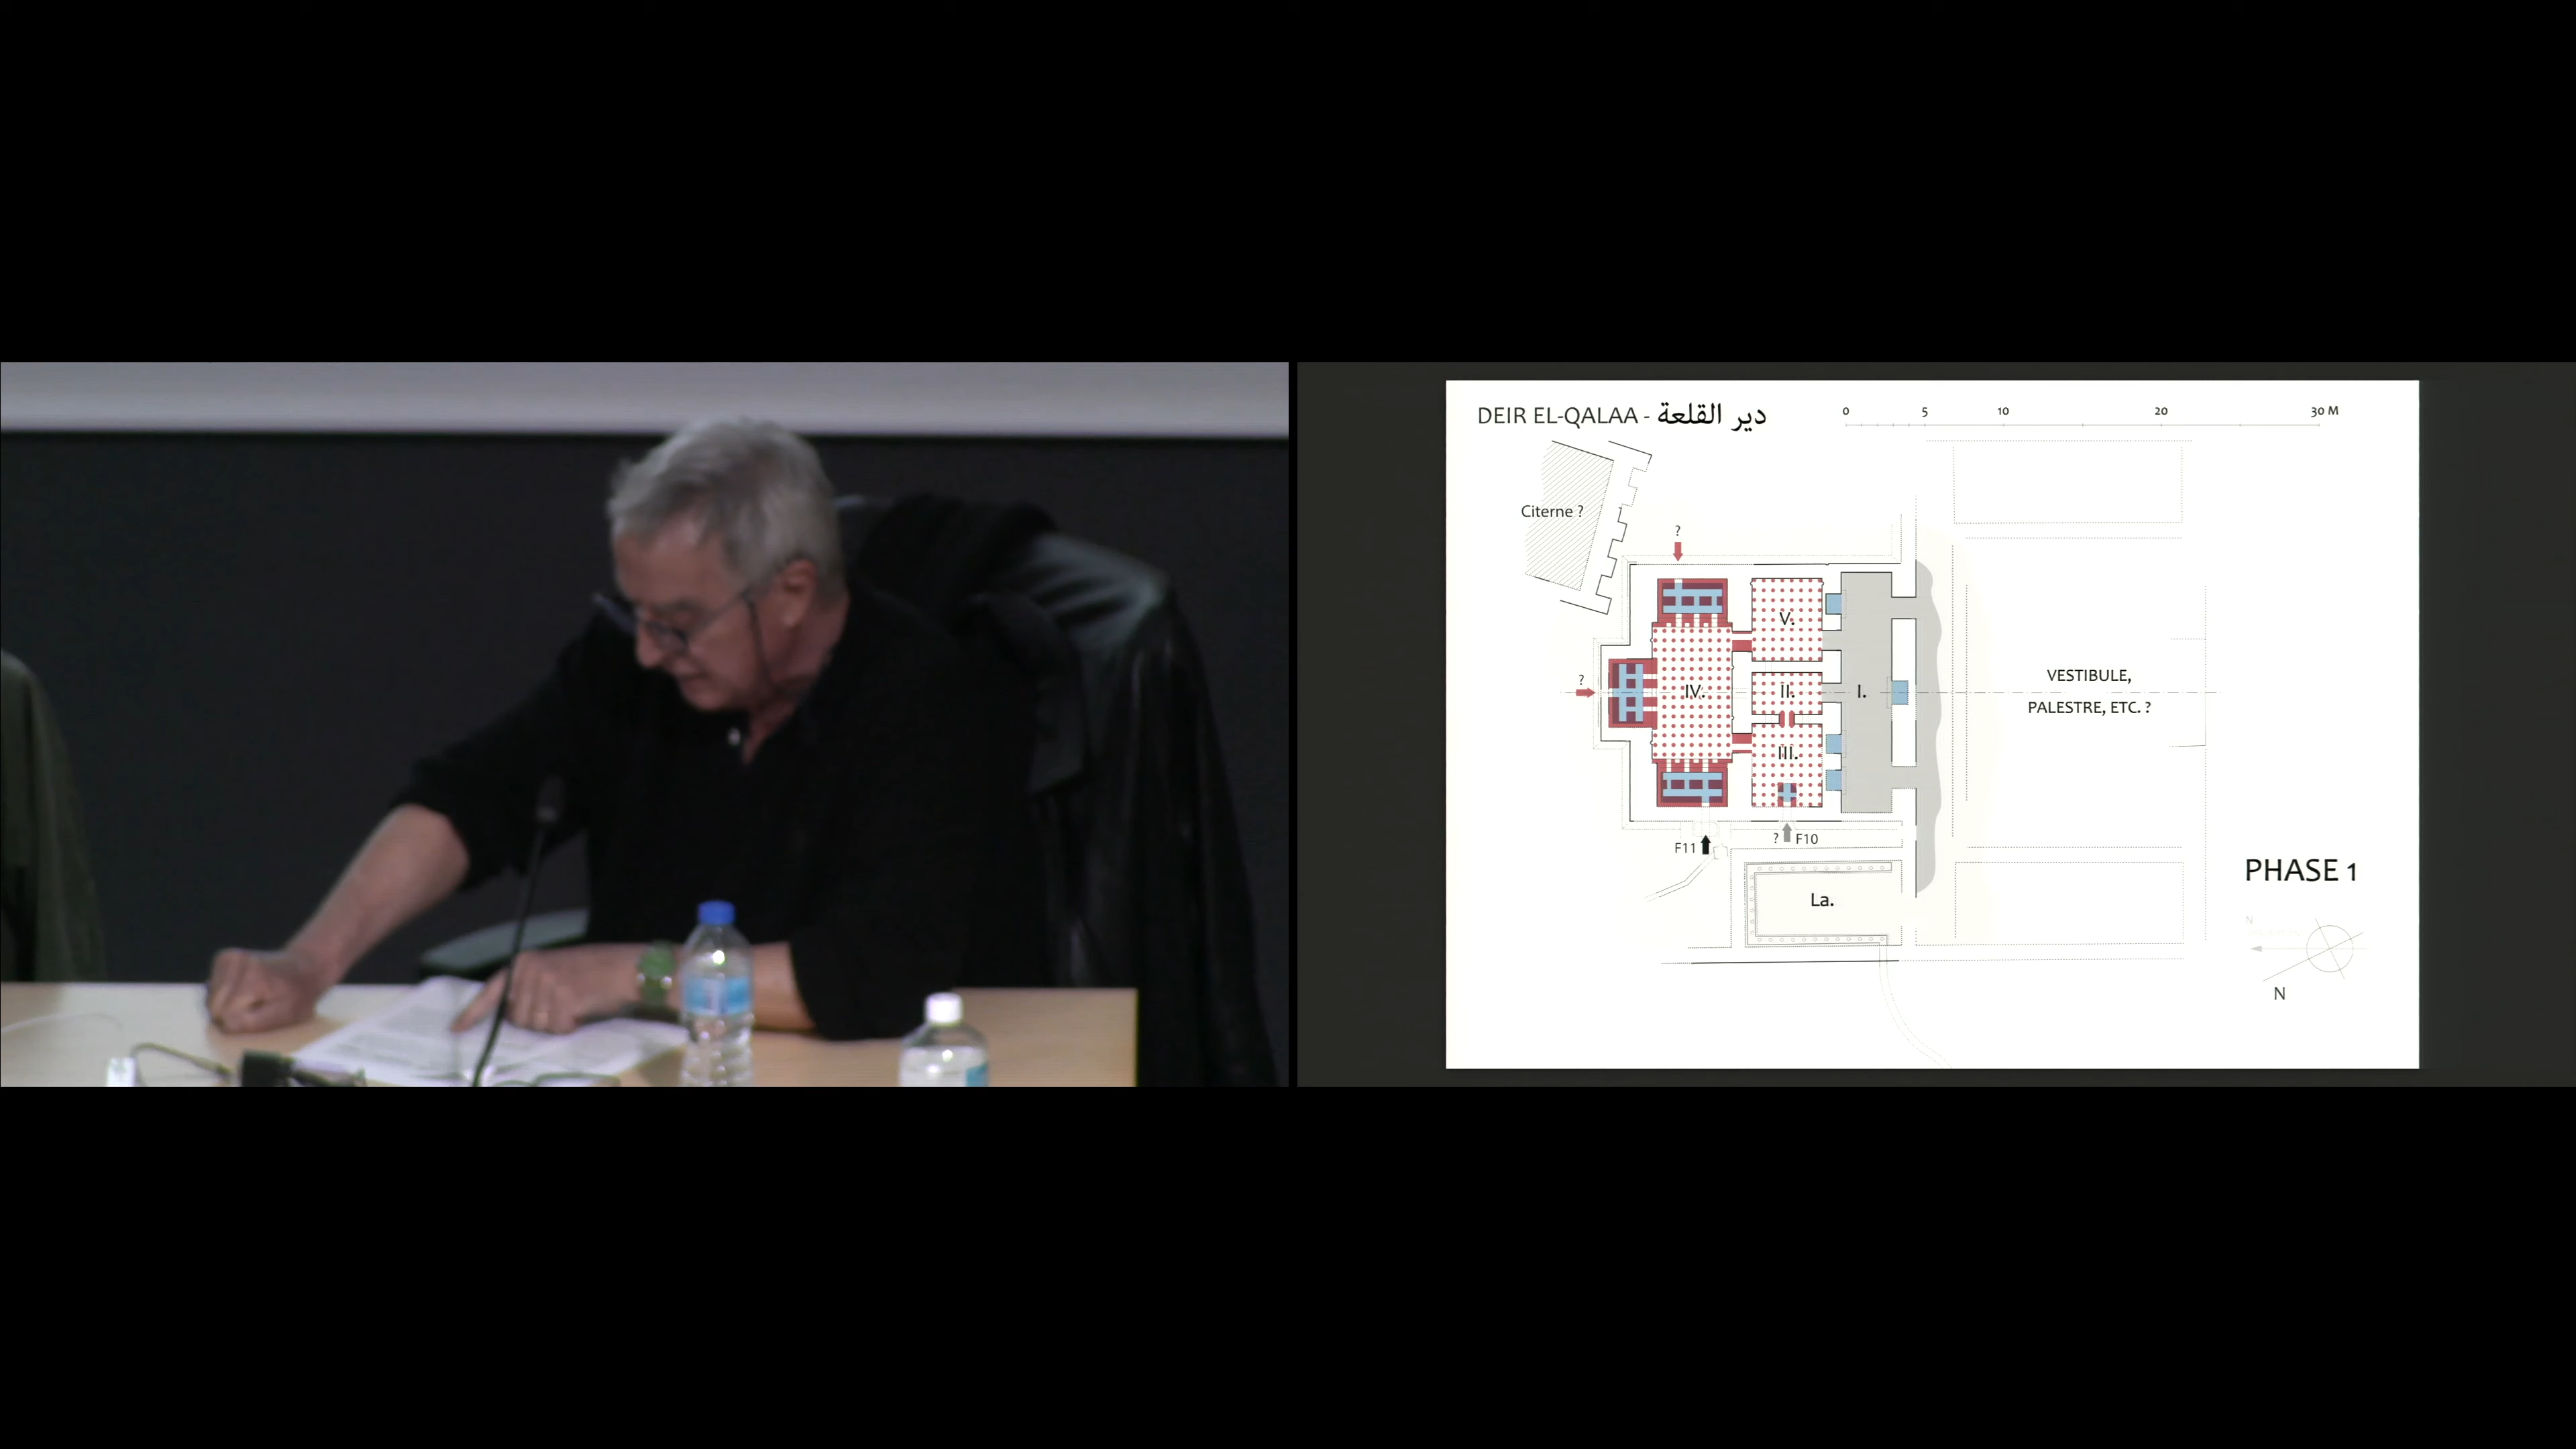 DEIR EL-QALAA - دير القلعة
0 5 10 20 30 M
Citerne ?
?
V.
?
IV.
II.
I.
VESTIBULE,
PALESTRE, ETC. ?
III.
F11
? F10
PHASE 1
La.
N
N